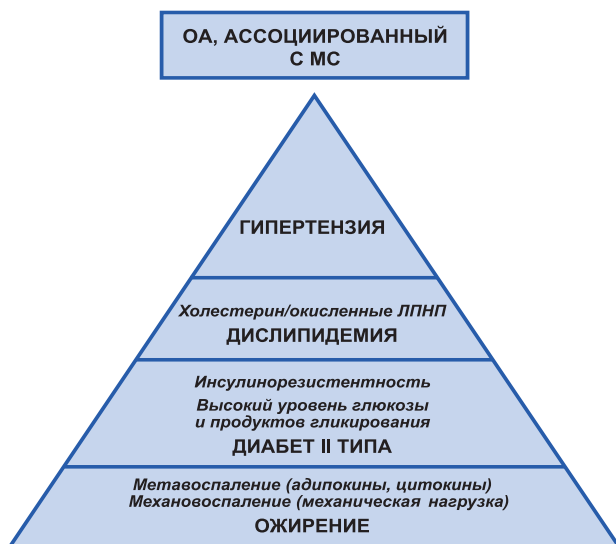 ОА, АССОЦИИРОВАННЫЙ
С МС
ГИПЕРТЕНЗИЯ
Холестерин/окисленные ЛПНП
ДИСЛИПИДЕМИЯ
Инсулинорезистентность
Высокий уровень глюкозы
и продуктов гликирования
ДИАБЕТ II ТИПА
Метавоспаление (адипокины, цитокины)
Механовоспаление (механическая нагрузка)
ОЖИРЕНИЕ